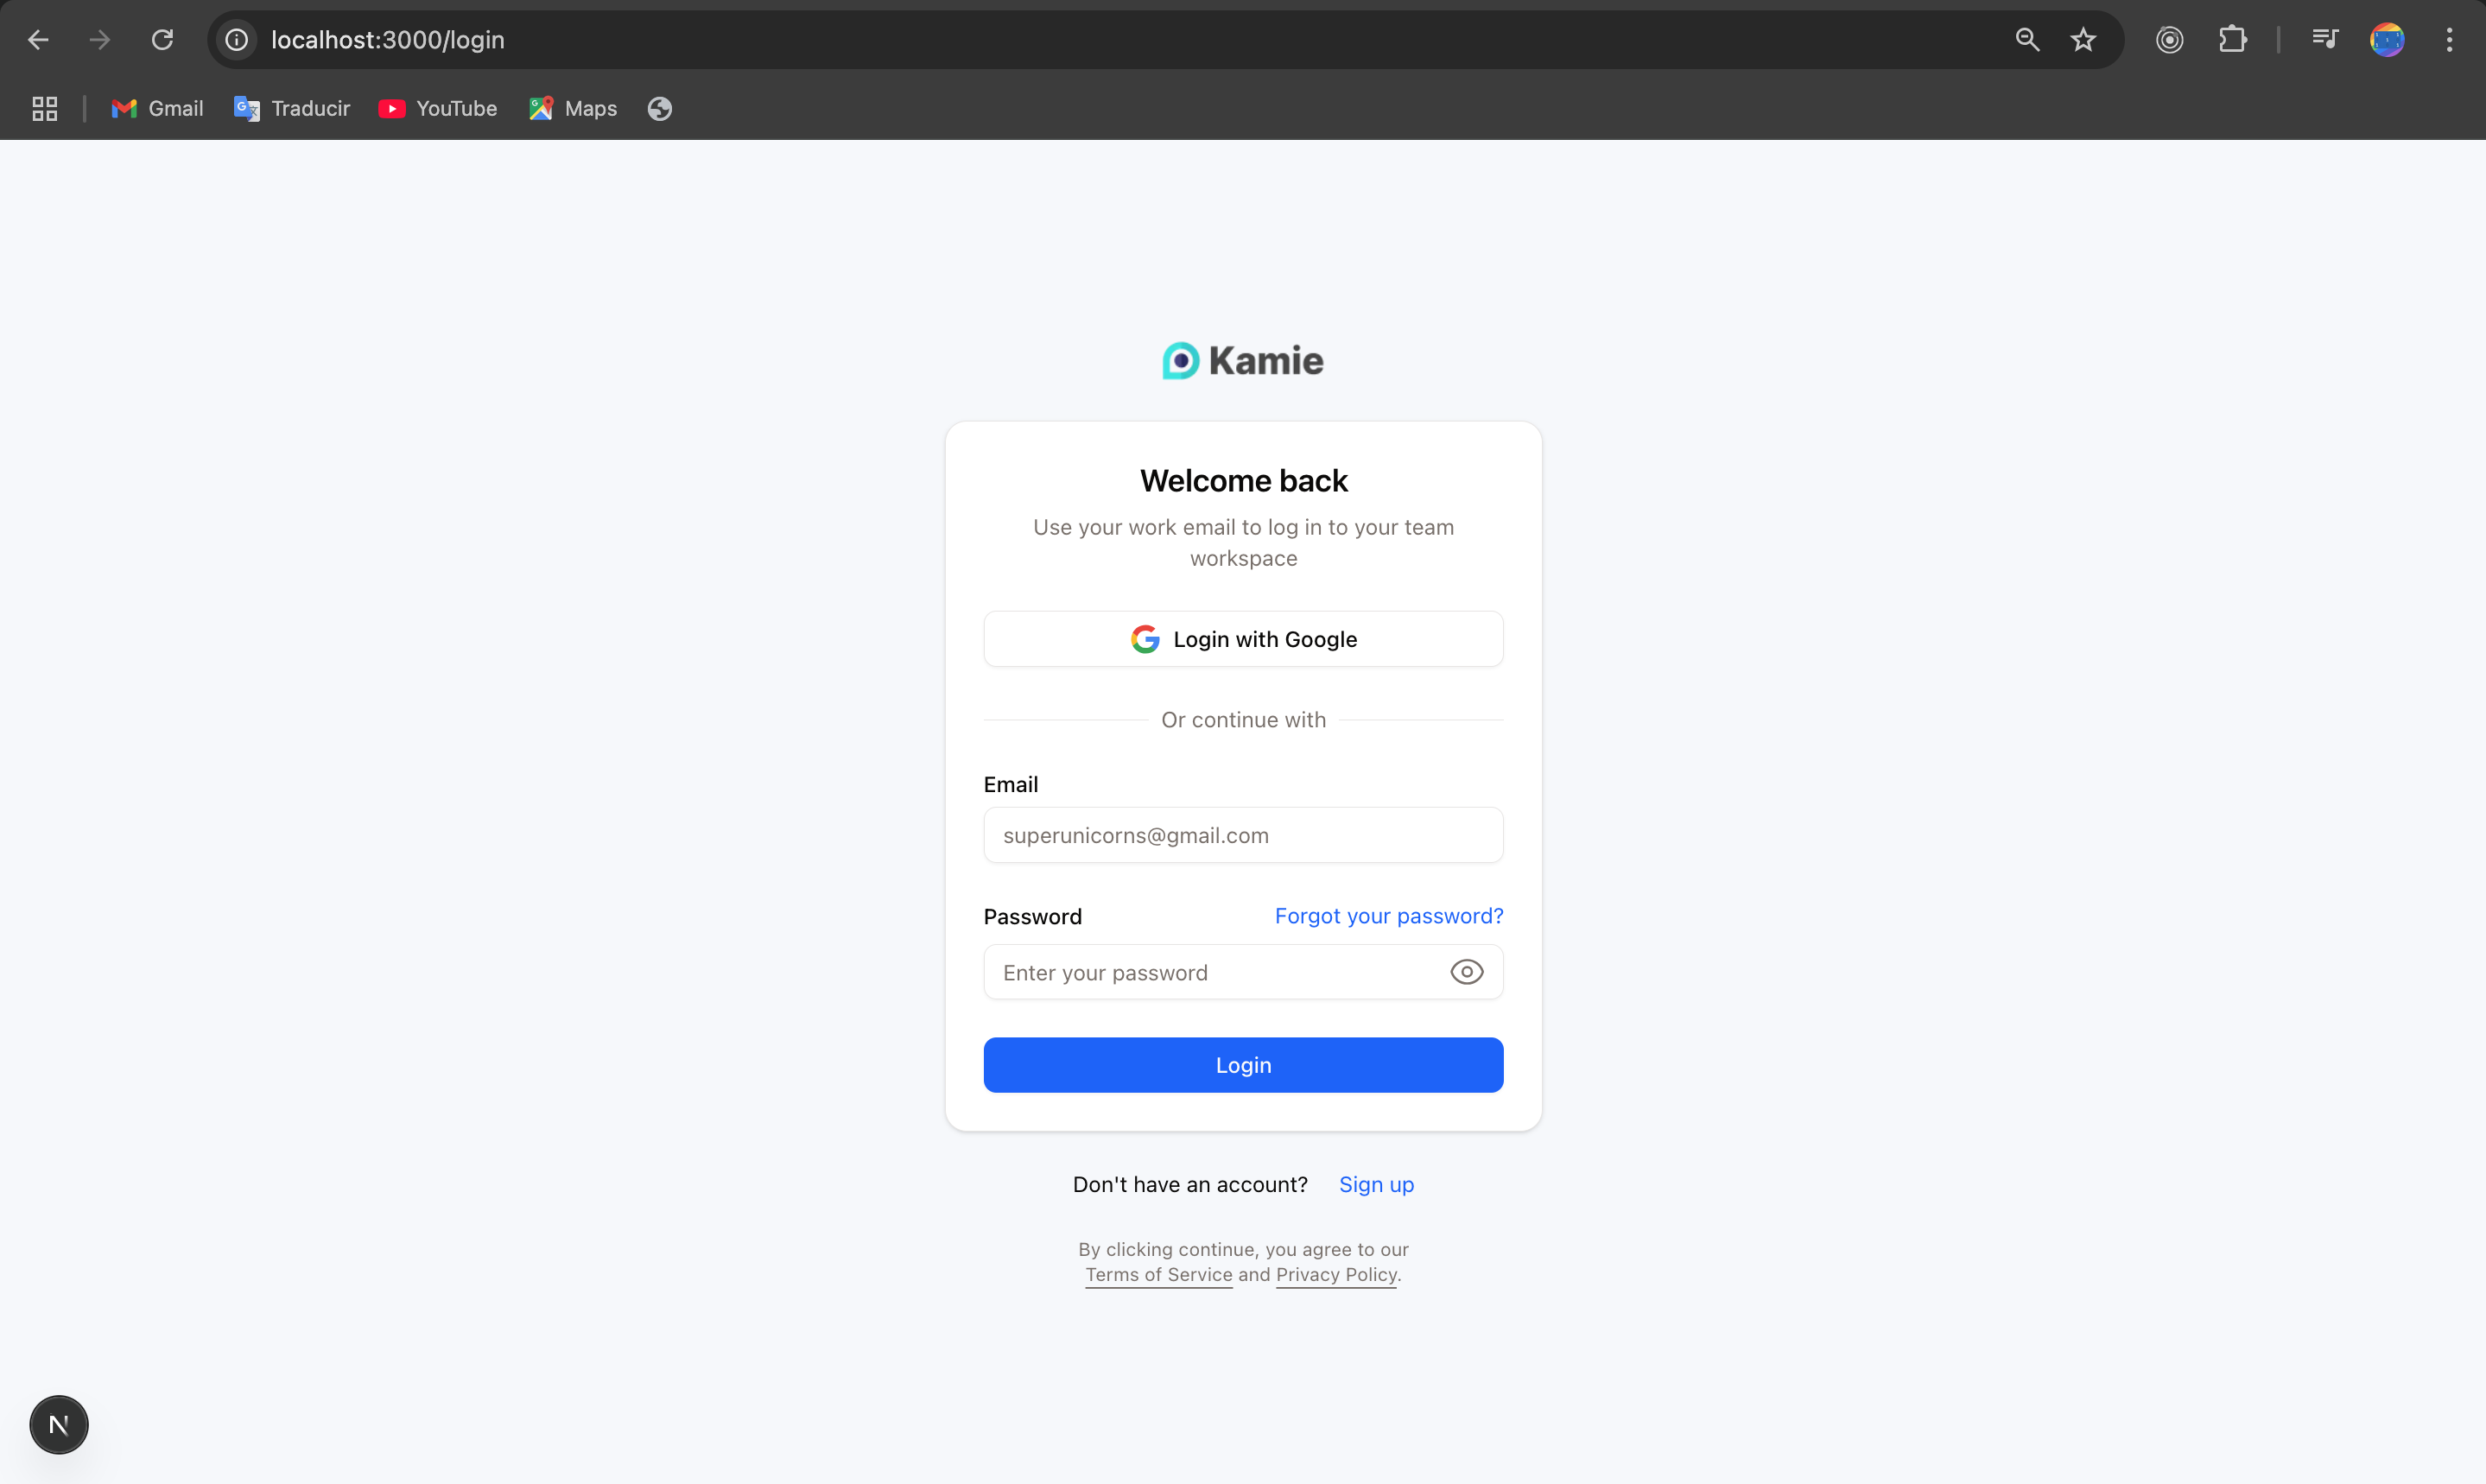 localhost:3000/login
Gmail
Traducir
YouTube
Maps
Kamie
Welcome back
Use your work email to log in to your team
workspace
Login with Google
Or continue with
Email
superunicorns@gmail.com
Password
Forgot your password?
Enter your password
Login
Don't have an account?
Sign up
By clicking continue, you agree to our
Terms of Service and Privacy Policy.
N